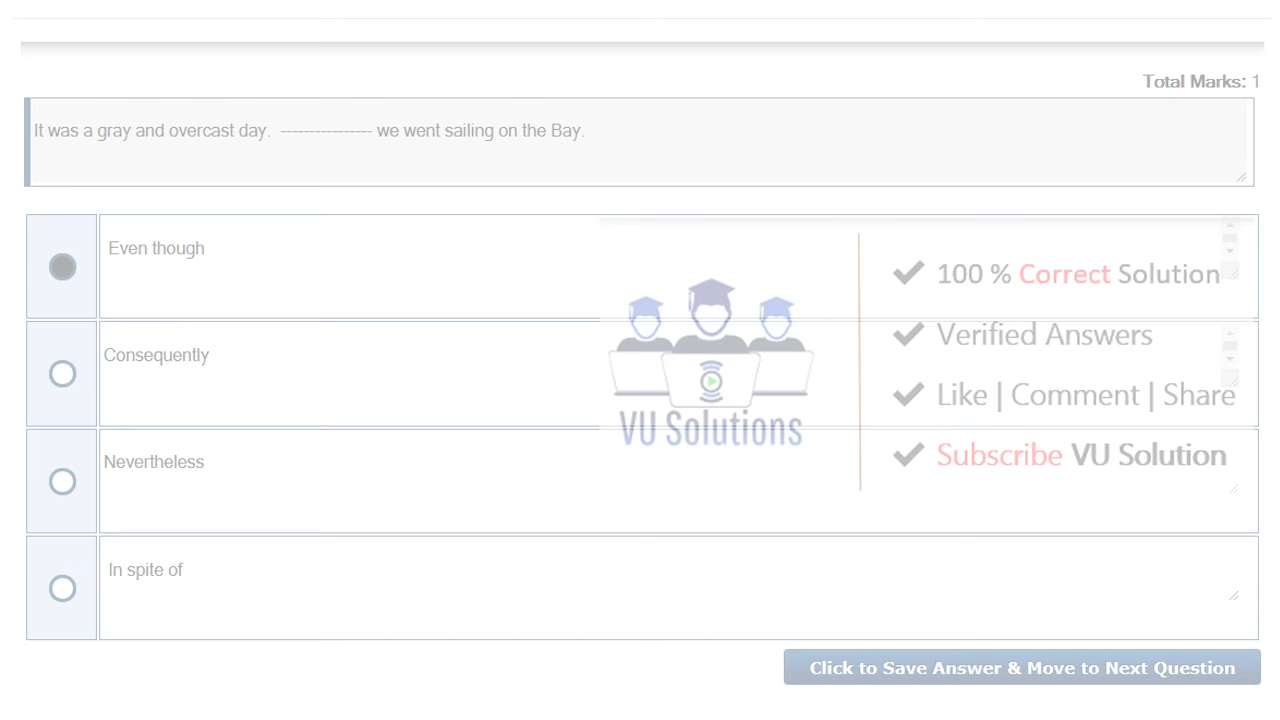 Total Marks: 1
It was a gray and overcast day. ---------------- we went sailing on the Bay.
Even though
Consequently
Nevertheless
In spite of
VU Solutions
100 % Correct Solution
Verified Answers
Like | Comment | Share
Subscribe VU Solution
Click to Save Answer & Move to Next Question